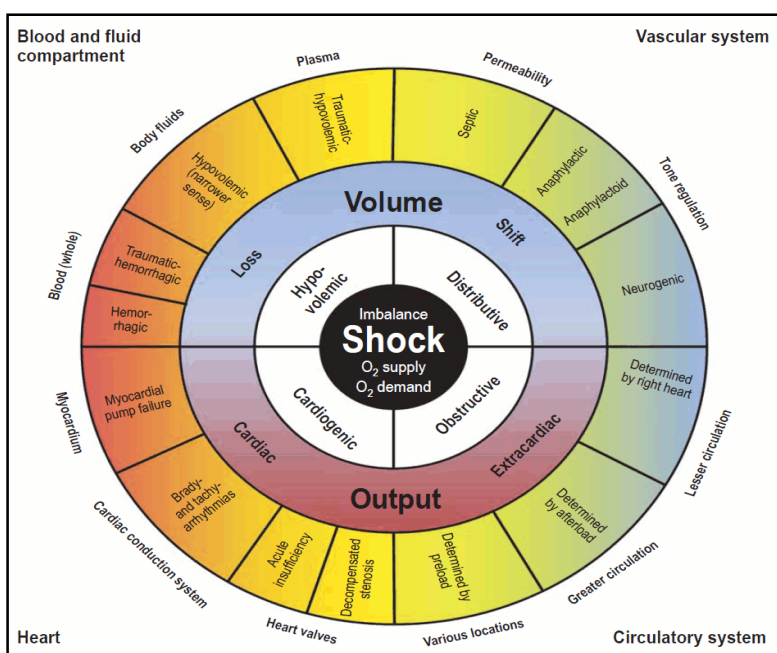 Blood and fluid
compartment
Vascular system
Plasma
Permeability
Body fluids
Tone regulation
Blood (whole)
Traumatic-
hypovolemic
Septic
Hypovolemic
(narrower
sense)
Anaphylactic
Anaphylactoid
Traumatic-
hemorrhagic
Neurogenic
Hemor-
rhagic
Volume
Loss
Shift
Hypo-
volemic
Distributive
Imbalance
Shock
O₂ supply
O₂ demand
Cardiogenic
Obstructive
Cardiac
Extracardiac
Output
Myocardial
pump failure
Determined
by right heart
Brady-
and tachy-
arrhythmias
Acute
insufficiency
Decompensated
stenosis
Determined by
preload
Determined
by afterload
Myocardium
Lesser circulation
Cardiac conduction system
Greater circulation
Heart valves
Various locations
Heart
Circulatory system